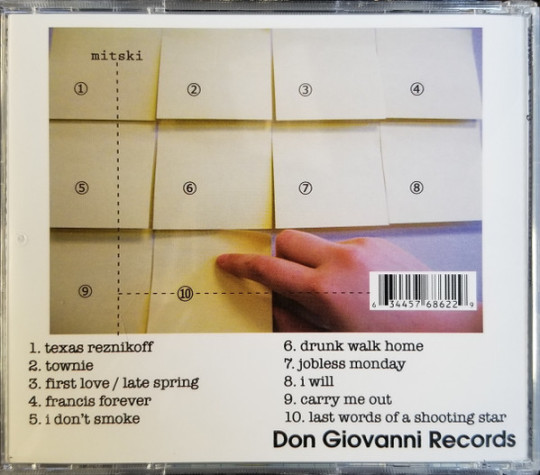 mitski
① ② ③ ④
⑤ ⑥ ⑦ ⑧
⑨ ⑩
6 34457 68622 9
1. texas reznikoff
2. townie
3. first love / late spring
4. francis forever
5. i don't smoke
6. drunk walk home
7. jobless monday
8. i will
9. carry me out
10. last words of a shooting star
Don Giovanni Records